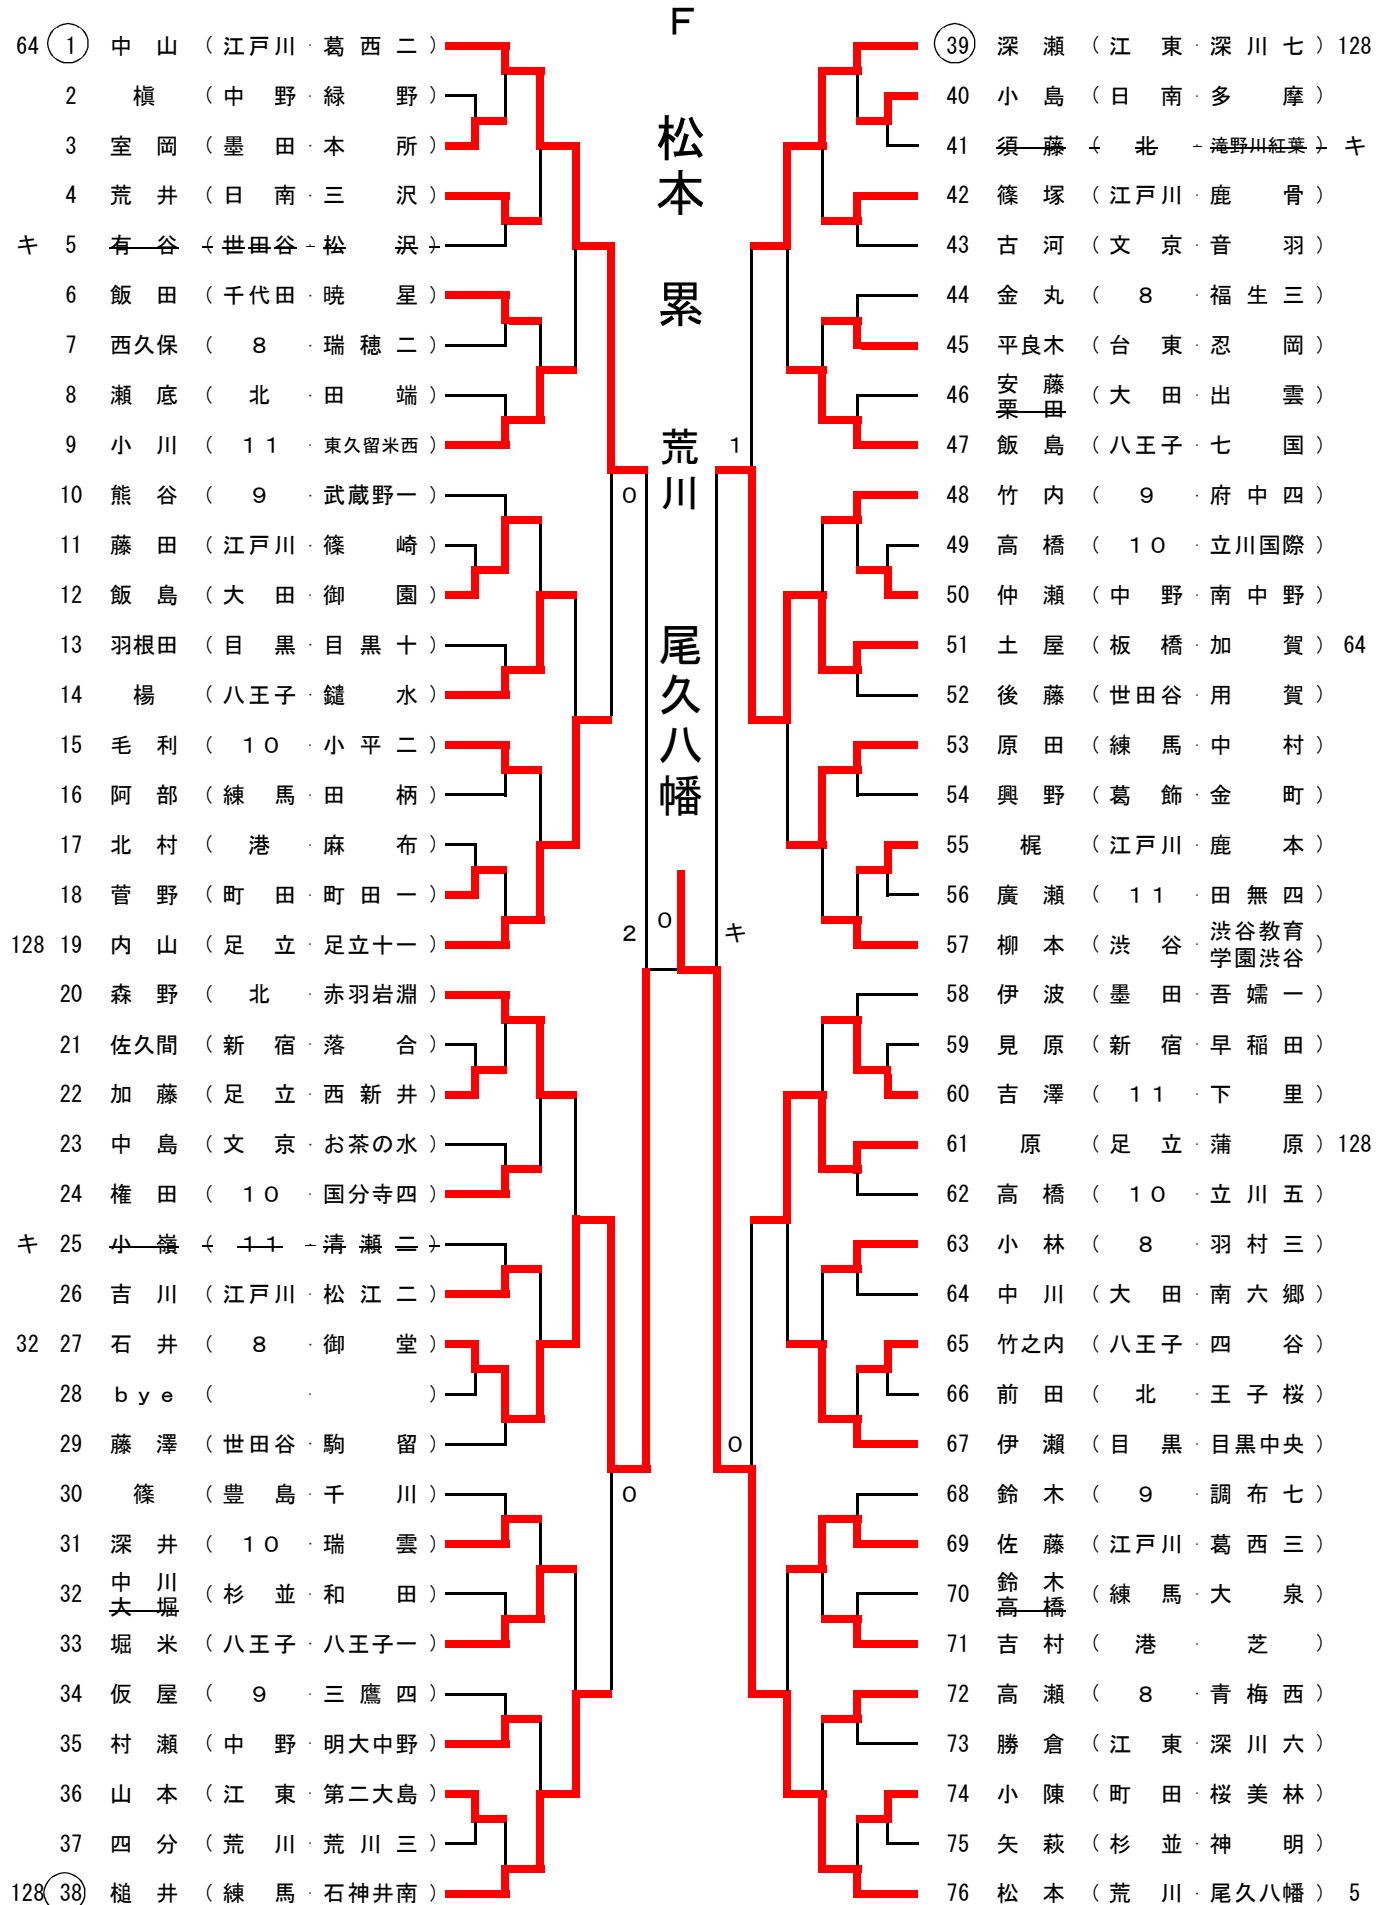 F
松本 累 荒川 尾久八幡
64 1 中山 (江戸川・葛西二)
2 槇 (中野・緑野)
3 室岡 (墨田・本所)
4 荒井 (日南・三沢)
キ 5 有谷 (世田谷・松沢)
6 飯田 (千代田・暁星)
7 西久保 (8・瑞穂二)
8 瀬底 (北・田端)
9 小川 (11・東久留米西)
10 熊谷 (9・武蔵野一)
11 藤田 (江戸川・篠崎)
12 飯島 (大田・御園)
13 羽根田 (目黒・目黒十)
14 楊 (八王子・鑓水)
15 毛利 (10・小平二)
16 阿部 (練馬・田柄)
17 北村 (港・麻布)
18 菅野 (町田・町田一)
128 19 内山 (足立・足立十一)
20 森野 (北・赤羽岩淵)
21 佐久間 (新宿・落合)
22 加藤 (足立・西新井)
23 中島 (文京・お茶の水)
24 権田 (10・国分寺四)
キ 25 小嶺 (11・清瀬二)
26 吉川 (江戸川・松江二)
32 27 石井 (8・御堂)
28 bye (・)
29 藤澤 (世田谷・駒留)
30 篠 (豊島・千川)
31 深井 (10・瑞雲)
32 中川 大堀 (杉並・和田)
33 堀米 (八王子・八王子一)
34 仮屋 (9・三鷹四)
35 村瀬 (中野・明大中野)
36 山本 (江東・第二大島)
37 四分 (荒川・荒川三)
128 38 槌井 (練馬・石神井南)
0
2
0
0
1
キ
0
39 深瀬 (江東・深川七) 128
40 小島 (日南・多摩)
41 須藤 (北・滝野川紅葉) キ
42 篠塚 (江戸川・鹿骨)
43 古河 (文京・音羽)
44 金丸 (8・福生三)
45 平良木 (台東・忍岡)
46 安藤 栗田 (大田・出雲)
47 飯島 (八王子・七国)
48 竹内 (9・府中四)
49 高橋 (10・立川国際)
50 仲瀬 (中野・南中野)
51 土屋 (板橋・加賀) 64
52 後藤 (世田谷・用賀)
53 原田 (練馬・中村)
54 興野 (葛飾・金町)
55 梶 (江戸川・鹿本)
56 廣瀬 (11・田無四)
57 柳本 (渋谷・渋谷教育学園渋谷)
58 伊波 (墨田・吾嬬一)
59 見原 (新宿・早稲田)
60 吉澤 (11・下里)
61 原 (足立・蒲原) 128
62 高橋 (10・立川五)
63 小林 (8・羽村三)
64 中川 (大田・南六郷)
65 竹之内 (八王子・四谷)
66 前田 (北・王子桜)
67 伊瀬 (目黒・目黒中央)
68 鈴木 (9・調布七)
69 佐藤 (江戸川・葛西三)
70 鈴木 高橋 (練馬・大泉)
71 吉村 (港・芝)
72 高瀬 (8・青梅西)
73 勝倉 (江東・深川六)
74 小陳 (町田・桜美林)
75 矢萩 (杉並・神明)
76 松本 (荒川・尾久八幡) 5